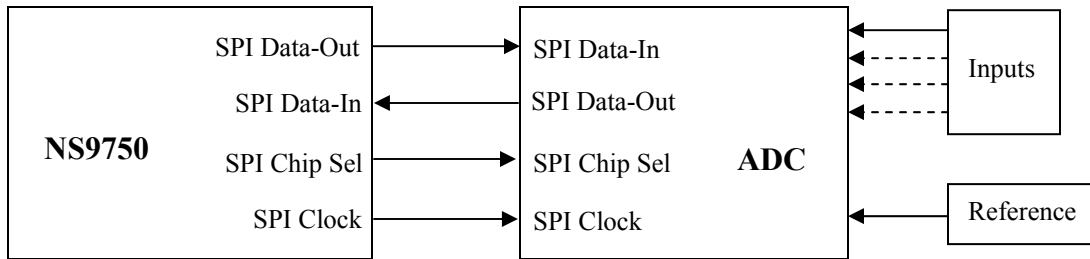 SPI Data-Out
SPI Data-In
NS9750
SPI Chip Sel
SPI Clock
SPI Data-In
SPI Data-Out
SPI Chip Sel
ADC
SPI Clock
Inputs
Reference